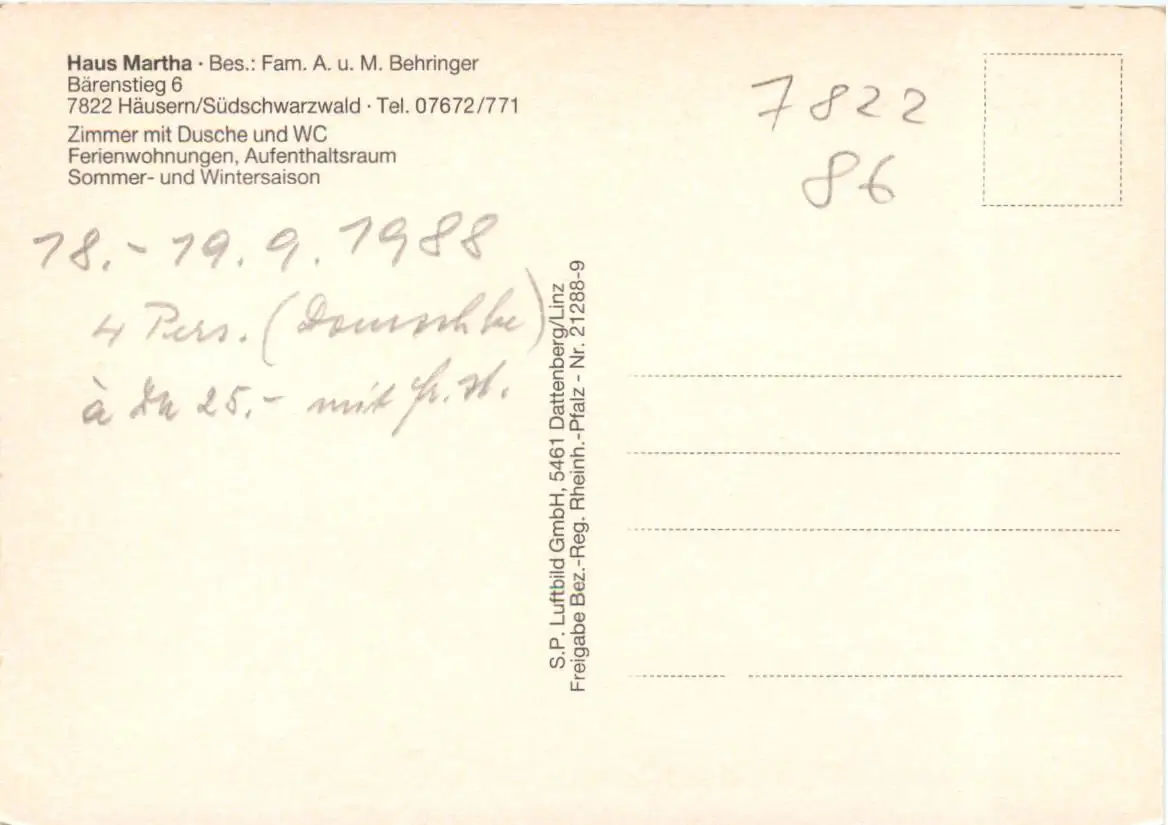 Haus Martha · Bes.: Fam. A. u. M. Behringer
Bärenstieg 6
7822 Häusern/Südschwarzwald · Tel. 07672/771
Zimmer mit Dusche und WC
Ferienwohnungen, Aufenthaltsraum
Sommer- und Wintersaison
7822
86
18.-19.9.1988
4 Pers. (
)
à 25.- mit Fr.st.
S.P. Luftbild GmbH, 5461 Dattenberg/Linz
Freigabe Bez.-Reg. Rheinh.-Pfalz - Nr. 21288-9